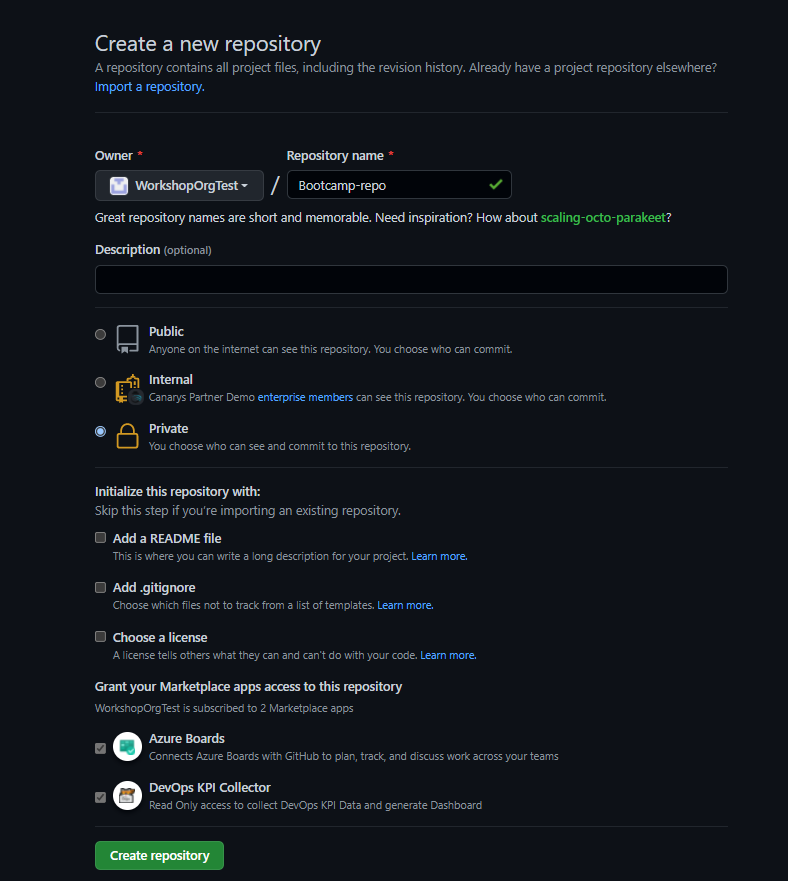 Create a new repository
A repository contains all project files, including the revision history. Already have a project repository elsewhere?
Import a repository.
Owner *
Repository name *
WorkshopOrgTest
/
Bootcamp-repo
Great repository names are short and memorable. Need inspiration? How about scaling-octo-parakeet?
Description (optional)
Public
Anyone on the internet can see this repository. You choose who can commit.
Internal
Canarys Partner Demo enterprise members can see this repository. You choose who can commit.
Private
You choose who can see and commit to this repository.
Initialize this repository with:
Skip this step if you're importing an existing repository.
Add a README file
This is where you can write a long description for your project. Learn more.
Add .gitignore
Choose which files not to track from a list of templates. Learn more.
Choose a license
A license tells others what they can and can't do with your code. Learn more.
Grant your Marketplace apps access to this repository
WorkshopOrgTest is subscribed to 2 Marketplace apps
Azure Boards
Connects Azure Boards with GitHub to plan, track, and discuss work across your teams
DevOps KPI Collector
Read Only access to collect DevOps KPI Data and generate Dashboard
Create repository